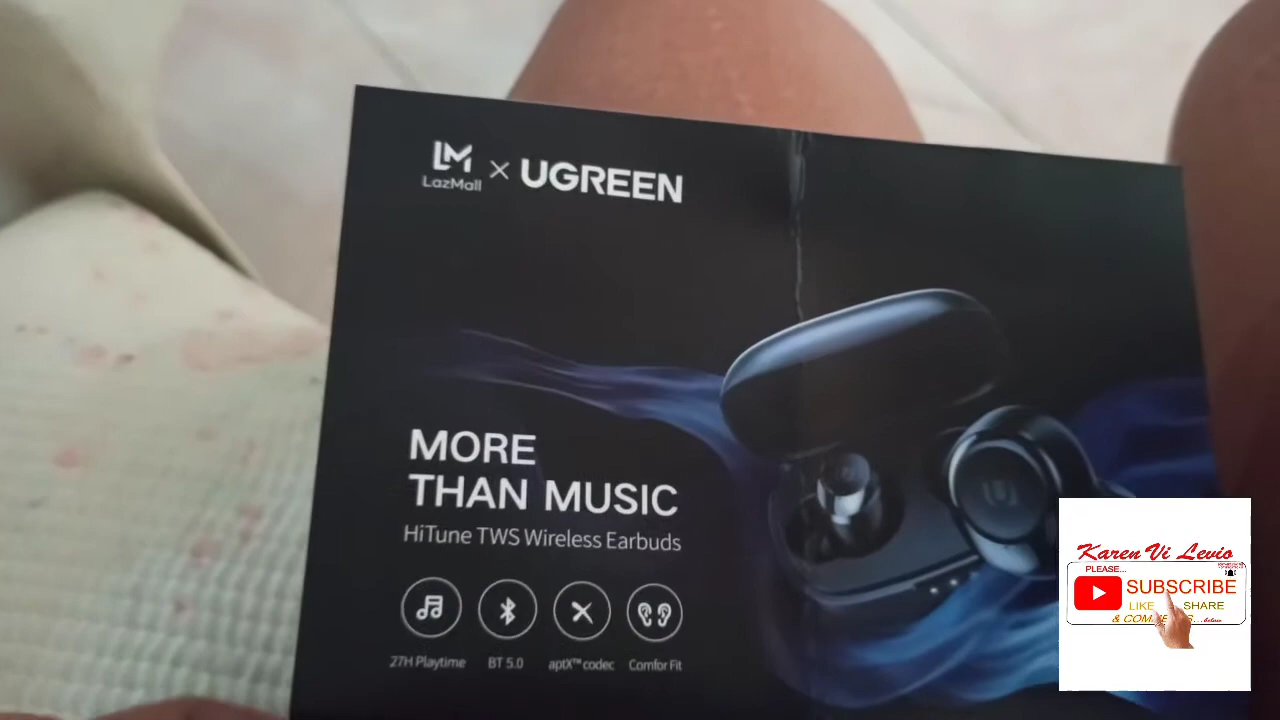 LM
LazMall × UGREEN
MORE
THAN MUSIC
HiTune TWS Wireless Earbuds
27H Playtime BT 5.0 aptX™ codec Comfor Fit
Karen Vi Levio
PLEASE...
SUBSCRIBE
LIKE SHARE